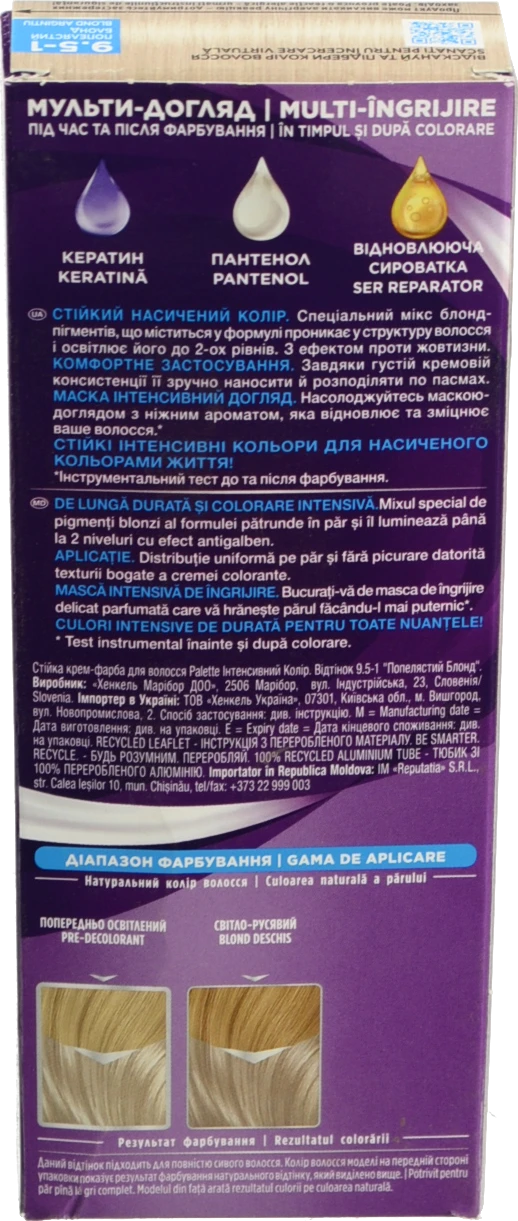 ПОПЕЛЯСТИЙ
БЛОНД
BLOND ARGINTIU
9.5-1
ВІДСКАНУЙ ТА ПІДБЕРИ КОЛІР ВОЛОССЯ
SCANAȚI PENTRU ÎNCERCARE VIRTUALĂ
МУЛЬТИ-ДОГЛЯД | MULTI-ÎNGRIJIRE
ПІД ЧАС ТА ПІСЛЯ ФАРБУВАННЯ | ÎN TIMPUL ȘI DUPĂ COLORARE
КЕРАТИН
KERATINĂ
ПАНТЕНОЛ
PANTENOL
ВІДНОВЛЮЮЧА
СИРОВАТКА
SER REPARATOR
UA СТІЙКИЙ НАСИЧЕНИЙ КОЛІР. Спеціальний мікс блонд-
пігментів, що міститься у формулі проникає у структуру волосся
і освітлює його до 2-ох рівнів. З ефектом проти жовтизни.
КОМФОРТНЕ ЗАСТОСУВАННЯ. Завдяки густій кремовій
консистенції її зручно наносити й розподіляти по пасмах.
МАСКА ІНТЕНСИВНИЙ ДОГЛЯД. Насолоджуйтесь маскою-
доглядом з ніжним ароматом, яка відновлює та зміцнює
ваше волосся.*
СТІЙКІ ІНТЕНСИВНІ КОЛЬОРИ ДЛЯ НАСИЧЕНОГО
КОЛЬОРАМИ ЖИТТЯ!
*Інструментальний тест до та після фарбування.
MD DE LUNGĂ DURATĂ ȘI COLORARE INTENSIVĂ. Mixul special de
pigmenți blonzi al formulei pătrunde în păr și îl luminează până
la 2 niveluri cu efect antigalben.
APLICAȚIE. Distribuție uniformă pe păr și fără picurare datorită
texturii bogate a cremei colorante.
MASCĂ INTENSIVĂ DE ÎNGRIJIRE. Bucurați-vă de masca de îngrijire
delicat parfumată care vă hrănește părul făcându-l mai puternic*.
CULORI INTENSIVE DE DURATĂ PENTRU TOATE NUANȚELE!
* Test instrumental înainte și după colorare.
Стійка крем-фарба для волосся Palette Інтенсивний Колір. Відтінок 9.5-1 "Попелястий Блонд".
Виробник: «Хенкель Марібор ДОО», 2506 Марібор, вул. Індустрійська, 23, Словенія/
Slovenia. Імпортер в Україні: ТОВ «Хенкель Україна», 07301, Київська обл., м. Вишгород,
вул. Новопромислова, 2. Спосіб застосування: див. інструкцію. M = Manufacturing date =
Дата виготовлення: див. на упаковці. E = Expiry date = Дата кінцевого споживання: див.
на упаковці. RECYCLED LEAFLET - ІНСТРУКЦІЯ З ПЕРЕРОБЛЕНОГО МАТЕРІАЛУ. BE SMARTER.
RECYCLE. - БУДЬ РОЗУМНИМ. ПЕРЕРОБЛЯЙ. 100% RECYCLED ALUMINIUM TUBE - ТЮБИК ЗІ
100% ПЕРЕРОБЛЕНОГО АЛЮМІНІЮ. Importator în Republica Moldova: IM «Reputatia» S.R.L.,
str. Calea Ieșilor 10, mun. Chișinău, tel/fax: +373 22 999 003
ДІАПАЗОН ФАРБУВАННЯ | GAMA DE APLICARE
Натуральний колір волосся | Culoarea naturală a părului
ПОПЕРЕДНЬО ОСВІТЛЕНИЙ
PRE-DECOLORANT
СВІТЛО-РУСЯВИЙ
BLOND DESCHIS
Результат фарбування | Rezultatul colorării
Даний відтінок підходить для повністю сивого волосся. Колір волосся моделі на передній стороні
упаковки показує результат фарбування натурального відтінку, який виділено вище. | Potrivit pentru
păr până la gri complet. Modelul din față arată rezultatul culorii pe culoarea naturală.